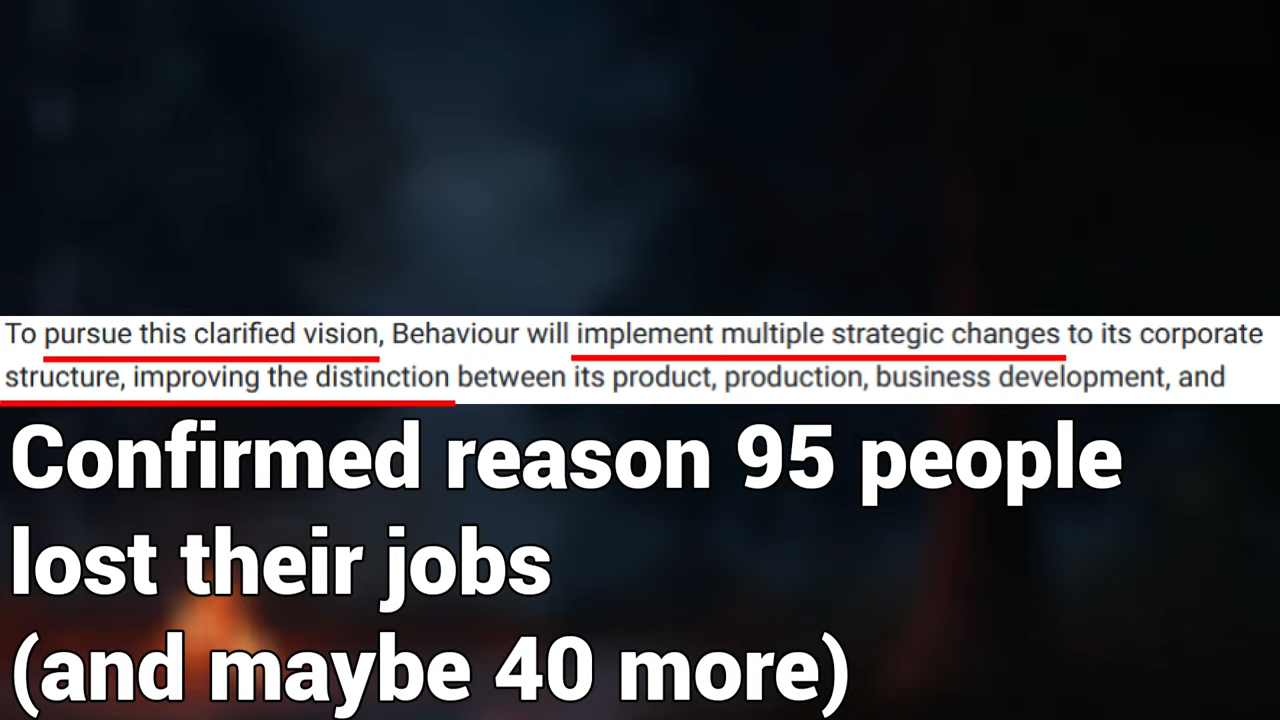 To pursue this clarified vision, Behaviour will implement multiple strategic changes to its corporate
structure, improving the distinction between its product, production, business development, and
Confirmed reason 95 people
lost their jobs
(and maybe 40 more)